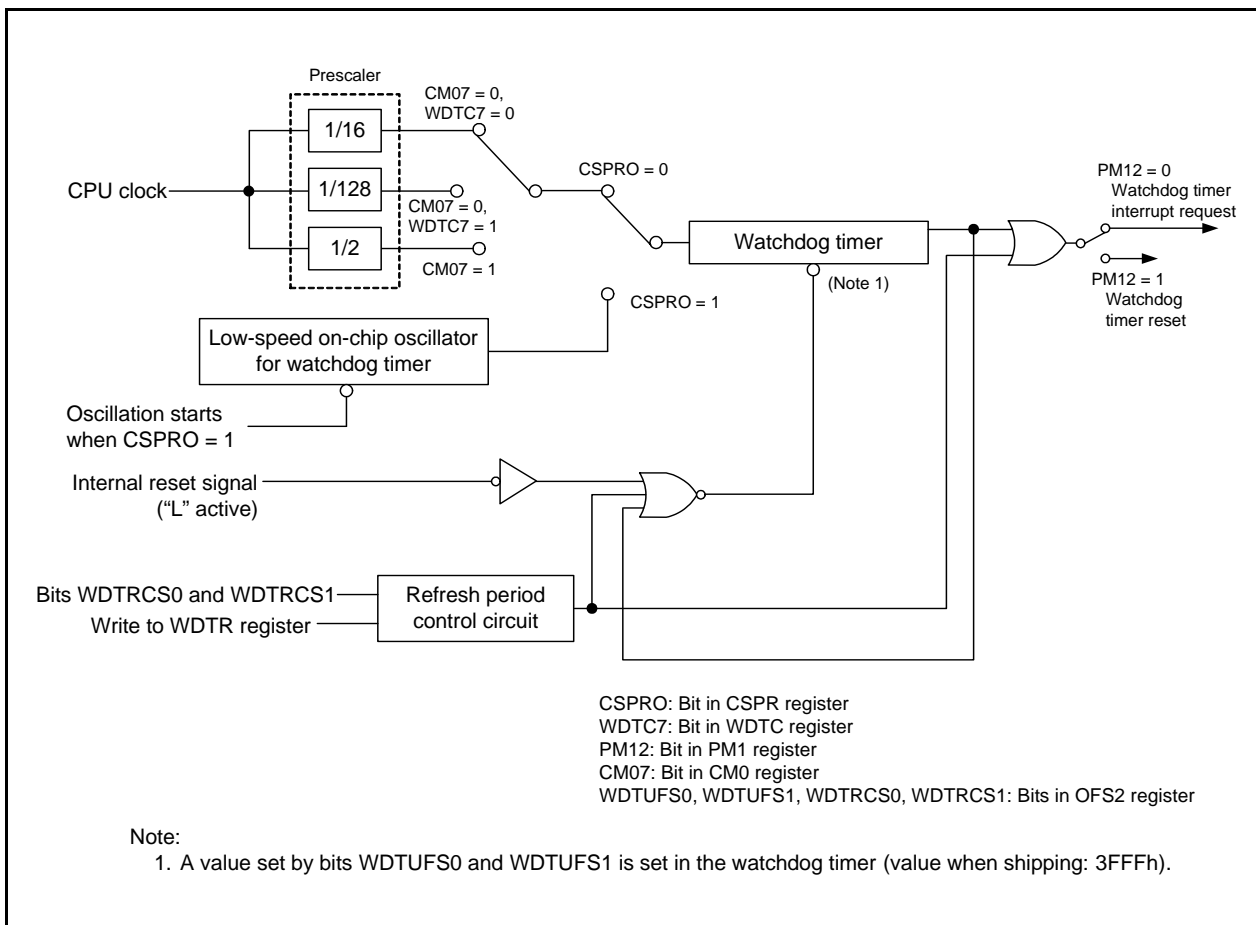 Prescaler
CM07 = 0,
WDTC7 = 0
1/16
CSPRO = 0
PM12 = 0
Watchdog timer
interrupt request
CPU clock
1/128
CM07 = 0,
WDTC7 = 1
1/2
CM07 = 1
Watchdog timer
(Note 1)
PM12 = 1
Watchdog
timer reset
CSPRO = 1
Low-speed on-chip oscillator
for watchdog timer
Oscillation starts
when CSPRO = 1
Internal reset signal
(“L” active)
Bits WDTRCS0 and WDTRCS1
Write to WDTR register
Refresh period
control circuit
CSPRO: Bit in CSPR register
WDTC7: Bit in WDTC register
PM12: Bit in PM1 register
CM07: Bit in CM0 register
WDTUFS0, WDTUFS1, WDTRCS0, WDTRCS1: Bits in OFS2 register
Note:
1. A value set by bits WDTUFS0 and WDTUFS1 is set in the watchdog timer (value when shipping: 3FFFh).